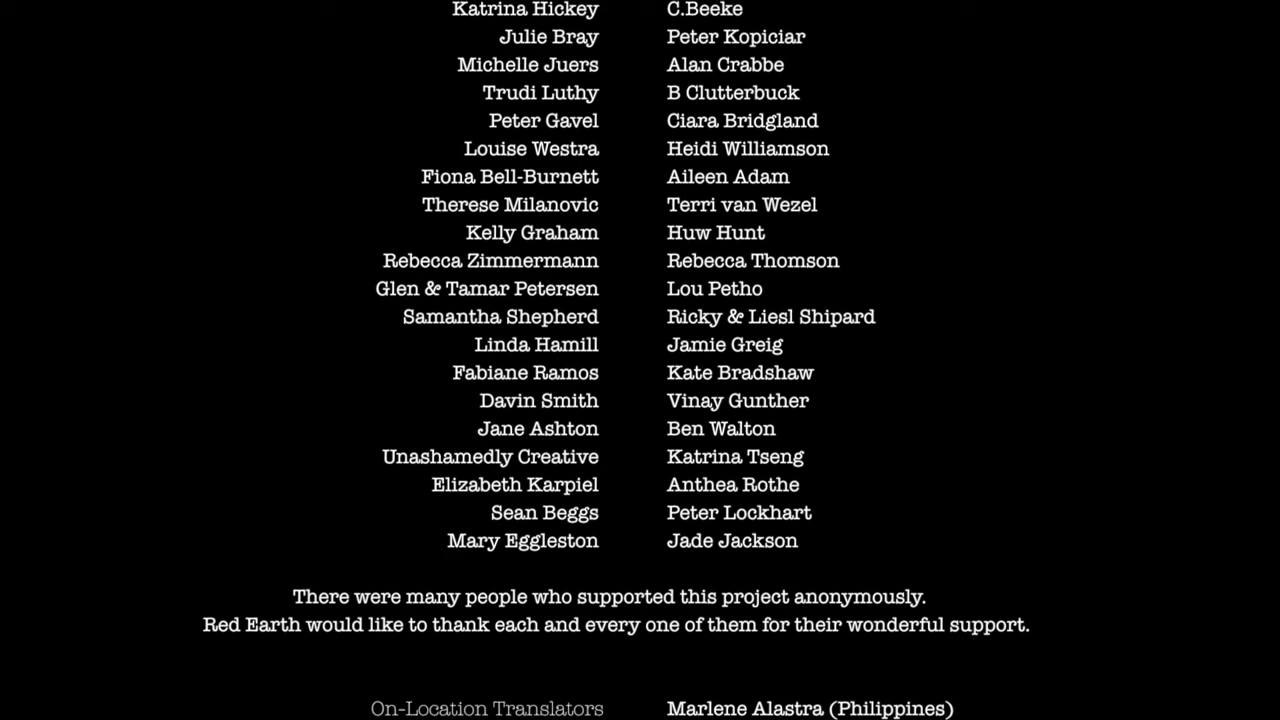 Katrina Hickey C.Beeke
Julie Bray Peter Kopiciar
Michelle Juers Alan Crabbe
Trudi Luthy B Clutterbuck
Peter Gavel Ciara Bridgland
Louise Westra Heidi Williamson
Fiona Bell-Burnett Aileen Adam
Therese Milanovic Terri van Wezel
Kelly Graham Huw Hunt
Rebecca Zimmermann Rebecca Thomson
Glen & Tamar Petersen Lou Petho
Samantha Shepherd Ricky & Liesl Shipard
Linda Hamill Jamie Greig
Fabiane Ramos Kate Bradshaw
Davin Smith Vinay Gunther
Jane Ashton Ben Walton
Unashamedly Creative Katrina Tseng
Elizabeth Karpiel Anthea Rothe
Sean Beggs Peter Lockhart
Mary Eggleston Jade Jackson
There were many people who supported this project anonymously.
Red Earth would like to thank each and every one of them for their wonderful support.
On-Location Translators Marlene Alastra (Philippines)